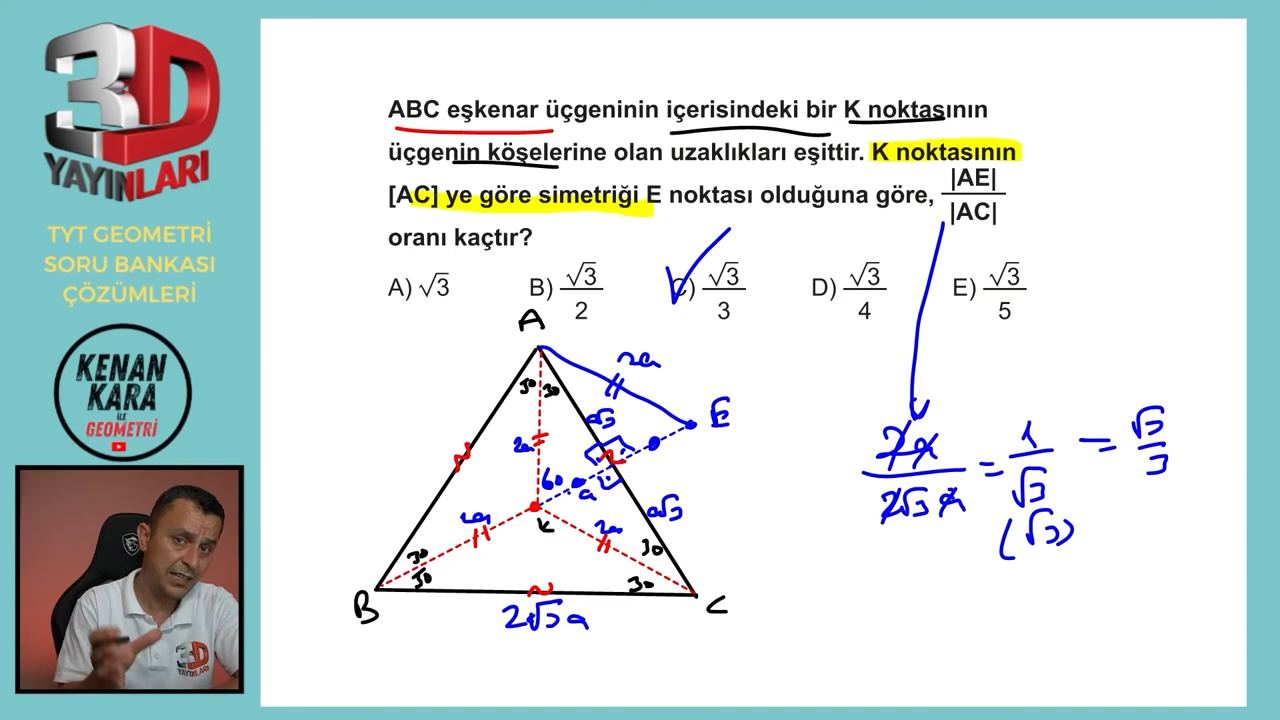 3D
YAYINLARI
TYT GEOMETRİ
SORU BANKASI
ÇÖZÜMLERİ
KENAN
KARA
İLE
GEOMETRİ
3D
YAYINLARI
ABC eşkenar üçgeninin içerisindeki bir K noktasının
üçgenin köşelerine olan uzaklıkları eşittir. K noktasının
[AC] ye göre simetriği E noktası olduğuna göre, |AE| / |AC|
oranı kaçtır?
A) √3 B) √3/2 C) √3/3 D) √3/4 E) √3/5
A
30 30
2a
a√3
E
2a
60
a
K
2a
2a
a√3
30
30
30
30
B
C
2√3a
2a / 2√3a = 1/√3 = √3/3
(√3)